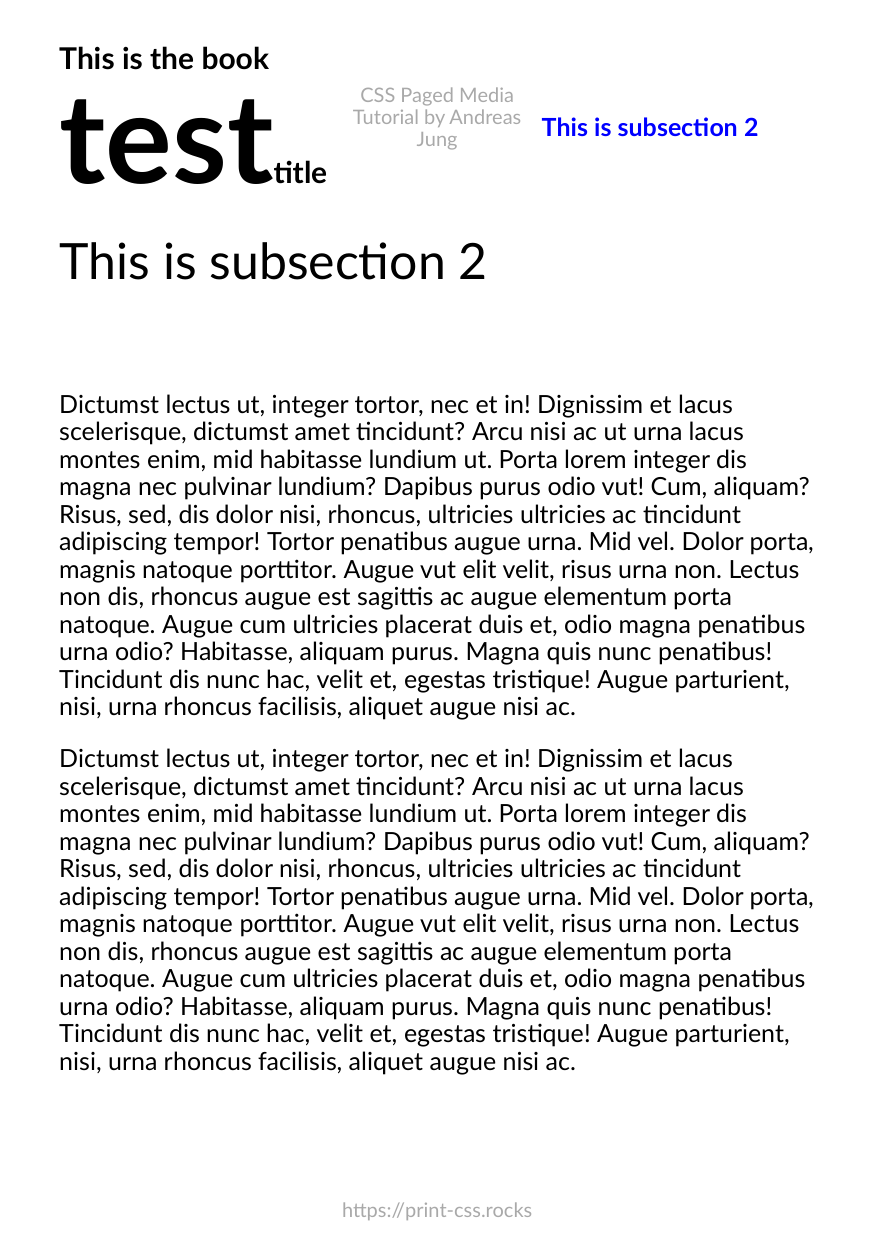 This is the book
testtitle
CSS Paged Media
Tutorial by Andreas
Jung
This is subsection 2
This is subsection 2
Dictumst lectus ut, integer tortor, nec et in! Dignissim et lacus
scelerisque, dictumst amet tincidunt? Arcu nisi ac ut urna lacus
montes enim, mid habitasse lundium ut. Porta lorem integer dis
magna nec pulvinar lundium? Dapibus purus odio vut! Cum, aliquam?
Risus, sed, dis dolor nisi, rhoncus, ultricies ultricies ac tincidunt
adipiscing tempor! Tortor penatibus augue urna. Mid vel. Dolor porta,
magnis natoque porttitor. Augue vut elit velit, risus urna non. Lectus
non dis, rhoncus augue est sagittis ac augue elementum porta
natoque. Augue cum ultricies placerat duis et, odio magna penatibus
urna odio? Habitasse, aliquam purus. Magna quis nunc penatibus!
Tincidunt dis nunc hac, velit et, egestas tristique! Augue parturient,
nisi, urna rhoncus facilisis, aliquet augue nisi ac.
Dictumst lectus ut, integer tortor, nec et in! Dignissim et lacus
scelerisque, dictumst amet tincidunt? Arcu nisi ac ut urna lacus
montes enim, mid habitasse lundium ut. Porta lorem integer dis
magna nec pulvinar lundium? Dapibus purus odio vut! Cum, aliquam?
Risus, sed, dis dolor nisi, rhoncus, ultricies ultricies ac tincidunt
adipiscing tempor! Tortor penatibus augue urna. Mid vel. Dolor porta,
magnis natoque porttitor. Augue vut elit velit, risus urna non. Lectus
non dis, rhoncus augue est sagittis ac augue elementum porta
natoque. Augue cum ultricies placerat duis et, odio magna penatibus
urna odio? Habitasse, aliquam purus. Magna quis nunc penatibus!
Tincidunt dis nunc hac, velit et, egestas tristique! Augue parturient,
nisi, urna rhoncus facilisis, aliquet augue nisi ac.
https://print-css.rocks